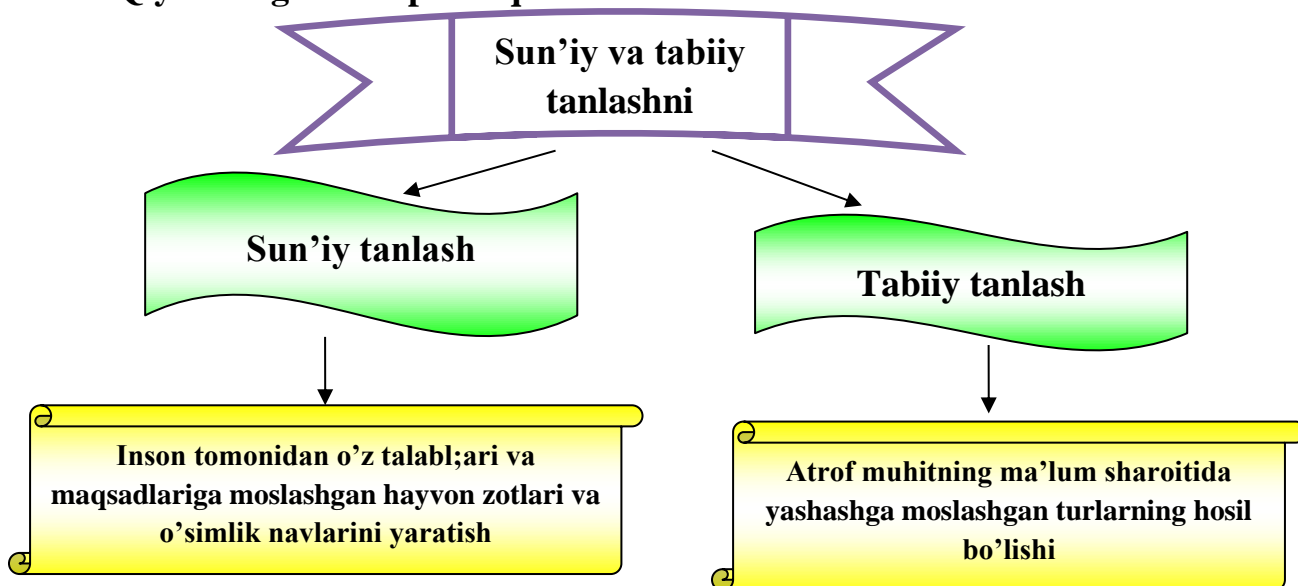 Sun’iy va tabiiy
tanlashni
Sun’iy tanlash
Tabiiy tanlash
Inson tomonidan o’z talabl;ari va
maqsadlariga moslashgan hayvon zotlari va
o’simlik navlarini yaratish
Atrof muhitning ma’lum sharoitida
yashashga moslashgan turlarning hosil
bo’lishi